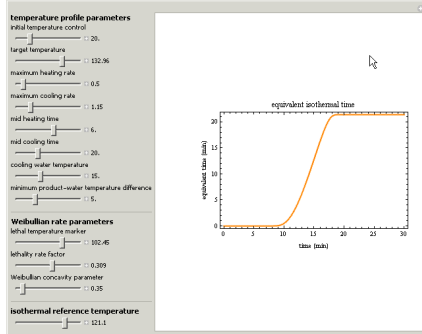 temperature profile parameters
initial temperature control
20.
target temperature
132.96
maximum heating rate
0.5
maximum cooling rate
1.15
mid heating time
6.
mid cooling time
20.
cooling water temperature
15.
minimum product-water temperature difference
5.
Weibullian rate parameters
lethal temperature marker
102.45
lethality rate factor
0.309
Weibullian concavity parameter
0.35
isothermal reference temperature
121.1
equivalent isothermal time
equivalent time (min)
20
15
10
5
0
0 5 10 15 20 25 30
time (min)